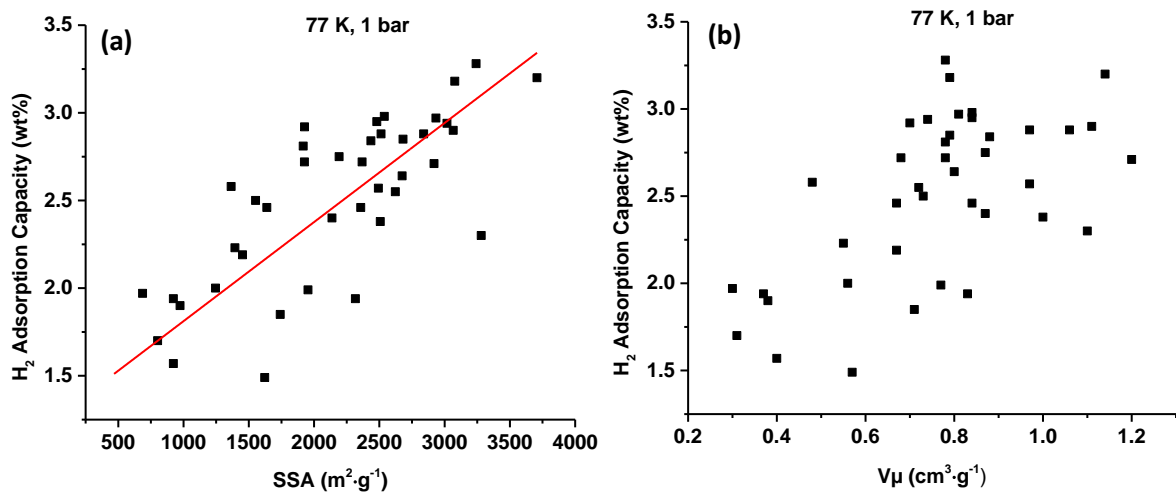 (a)
77 K, 1 bar
3.5
3.0
2.5
2.0
1.5
H₂ Adsorption Capacity (wt%)
500 1000 1500 2000 2500 3000 3500 4000
SSA (m²·g⁻¹)
(b)
77 K, 1 bar
3.5
3.0
2.5
2.0
1.5
H₂ Adsorption Capacity (wt%)
0.2 0.4 0.6 0.8 1.0 1.2
Vμ (cm³·g⁻¹)